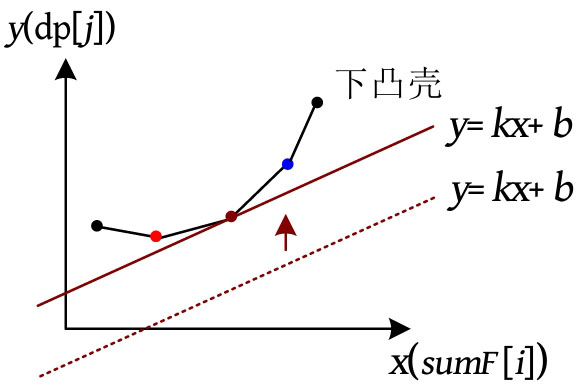 y(dp[j])
下凸壳
y= kx+ b
y= kx+ b
x(sumF[i])